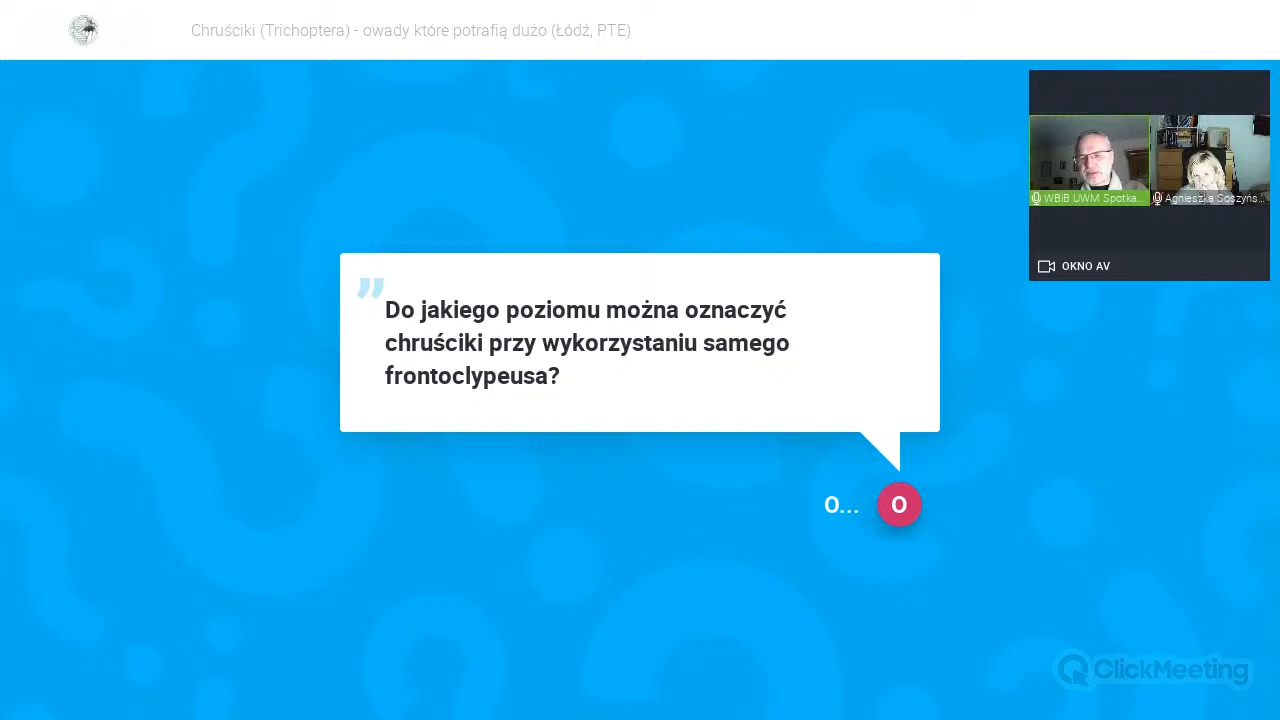 Chruściki (Trichoptera) - owady które potrafią dużo (Łódź, PTE)
WBiB UWM Spotka...
Agnieszka Soszyńs...
OKNO AV
Do jakiego poziomu można oznaczyć
chruściki przy wykorzystaniu samego
frontoclypeusa?
O...
O
ClickMeeting